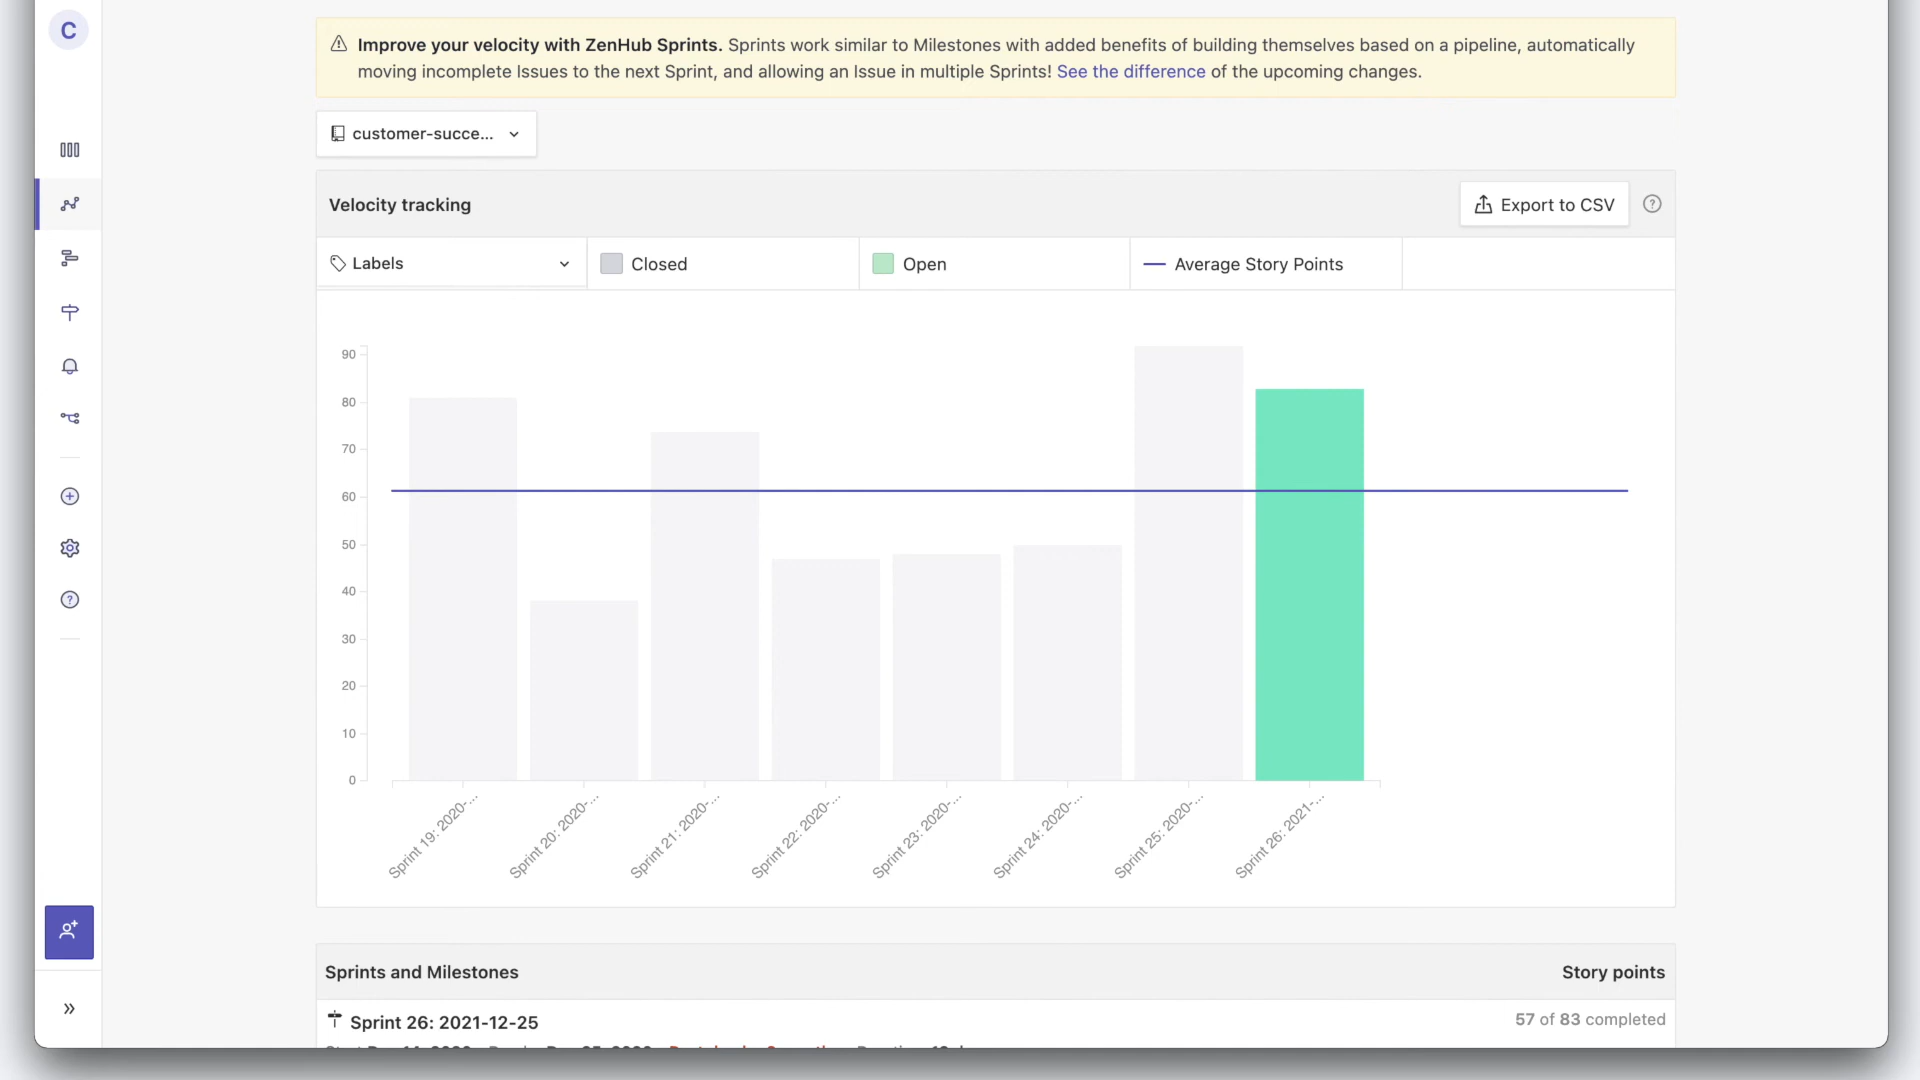 C
Improve your velocity with ZenHub Sprints. Sprints work similar to Milestones with added benefits of building themselves based on a pipeline, automatically
moving incomplete Issues to the next Sprint, and allowing an Issue in multiple Sprints! See the difference of the upcoming changes.
customer-succe...
Velocity tracking
Export to CSV
Labels
Closed
Open
Average Story Points
90
80
70
60
50
40
30
20
10
0
Sprint 19: 2020-...
Sprint 20: 2020-...
Sprint 21: 2020-...
Sprint 22: 2020-...
Sprint 23: 2020-...
Sprint 24: 2020-...
Sprint 25: 2020-...
Sprint 26: 2021-...
Sprints and Milestones
Story points
Sprint 26: 2021-12-25
57 of 83 completed